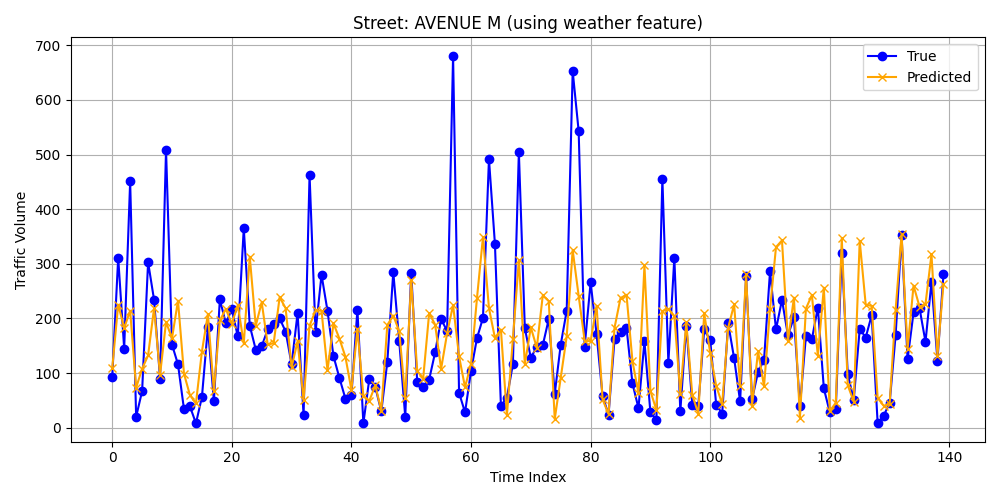 Street: AVENUE M (using weather feature)
True
Predicted
Traffic Volume
700
600
500
400
300
200
100
0
0 20 40 60 80 100 120 140
Time Index